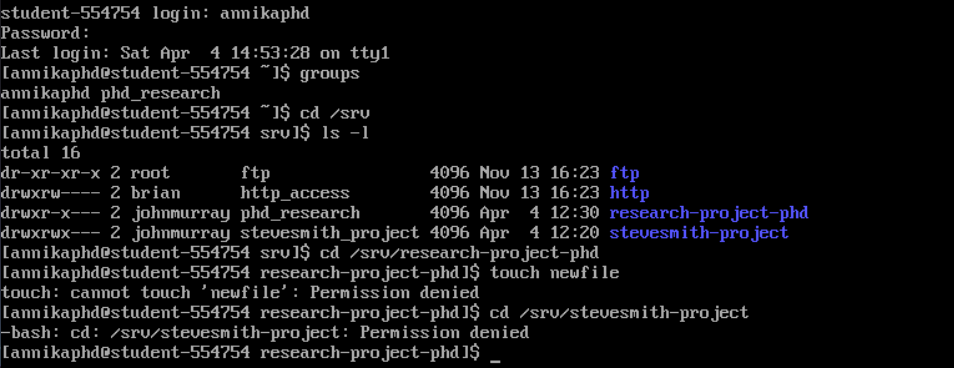 student-554754 login: annikaphd
Password:
Last login: Sat Apr  4 14:53:28 on tty1
[annikaphd@student-554754 ~]$ groups
annikaphd phd_research
[annikaphd@student-554754 ~]$ cd /srv
[annikaphd@student-554754 srv]$ ls -l
total 16
dr-xr-xr-x 2 root       ftp                4096 Nov 13 16:23 ftp
drwxrw---- 2 brian      http_access        4096 Nov 13 16:23 http
drwxr-x--- 2 johnmurray phd_research       4096 Apr  4 12:30 research-project-phd
drwxrwx--- 2 johnmurray stevesmith_project 4096 Apr  4 12:20 stevesmith-project
[annikaphd@student-554754 srv]$ cd /srv/research-project-phd
[annikaphd@student-554754 research-project-phd]$ touch newfile
touch: cannot touch 'newfile': Permission denied
[annikaphd@student-554754 research-project-phd]$ cd /srv/stevesmith-project
-bash: cd: /srv/stevesmith-project: Permission denied
[annikaphd@student-554754 research-project-phd]$ _